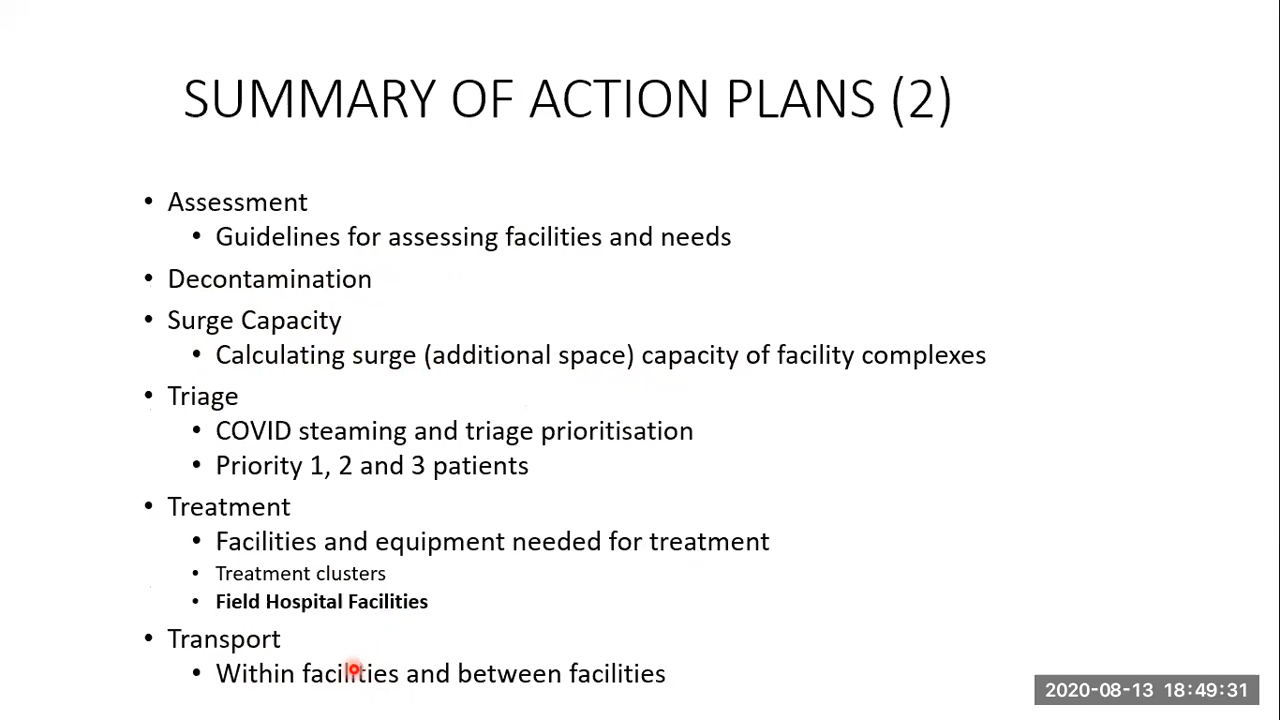 SUMMARY OF ACTION PLANS (2)
• Assessment
• Guidelines for assessing facilities and needs
• Decontamination
• Surge Capacity
• Calculating surge (additional space) capacity of facility complexes
• Triage
• COVID steaming and triage prioritisation
• Priority 1, 2 and 3 patients
• Treatment
• Facilities and equipment needed for treatment
• Treatment clusters
• Field Hospital Facilities
• Transport
• Within facilities and between facilities
2020-08-13 18:49:31